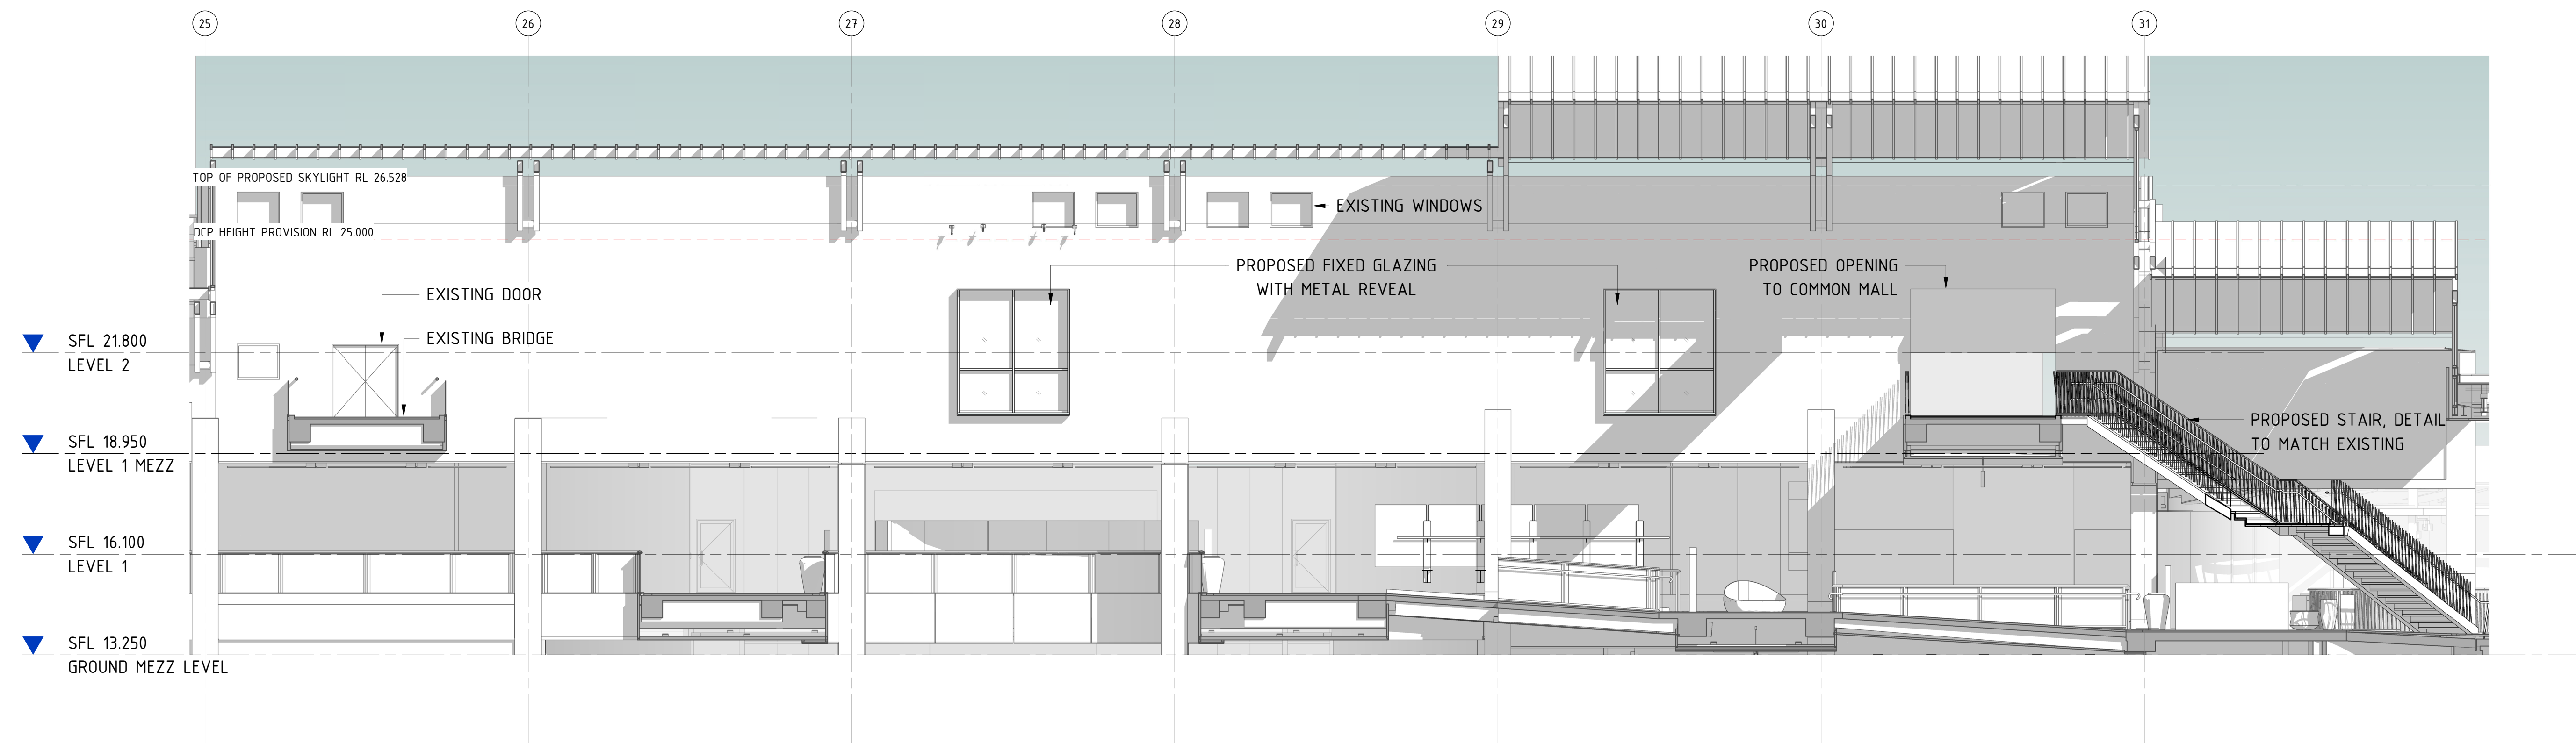 25 26 27 28 29 30 31
TOP OF PROPOSED SKYLIGHT RL 26.528
EXISTING WINDOWS
DCP HEIGHT PROVISION RL 25.000
PROPOSED FIXED GLAZING
WITH METAL REVEAL
PROPOSED OPENING
TO COMMON MALL
EXISTING DOOR
EXISTING BRIDGE
SFL 21.800
LEVEL 2
PROPOSED STAIR, DETAIL
TO MATCH EXISTING
SFL 18.950
LEVEL 1 MEZZ
SFL 16.100
LEVEL 1
SFL 13.250
GROUND MEZZ LEVEL